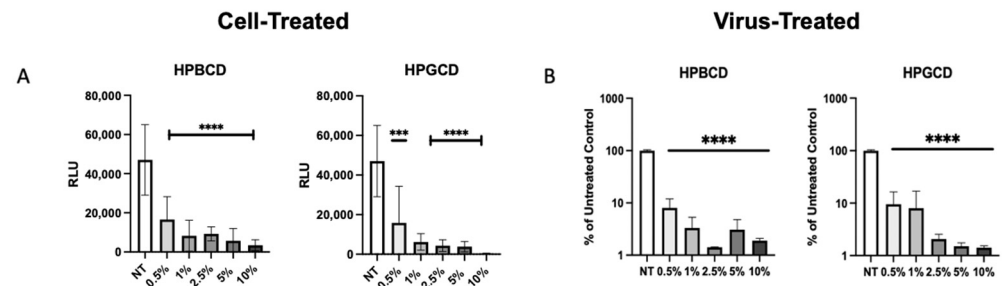 Cell-Treated
Virus-Treated
A
HPBCD
RLU
80,000
60,000
40,000
20,000
0
****
NT
0.5%
1%
2.5%
5%
10%
HPGCD
RLU
80,000
60,000
40,000
20,000
0
***
****
NT
0.5%
1%
2.5%
5%
10%
B
HPBCD
% of Untreated Control
1000
100
10
1
****
NT 0.5% 1% 2.5% 5% 10%
HPGCD
% of Untreated Control
1000
100
10
1
****
NT 0.5% 1% 2.5% 5% 10%